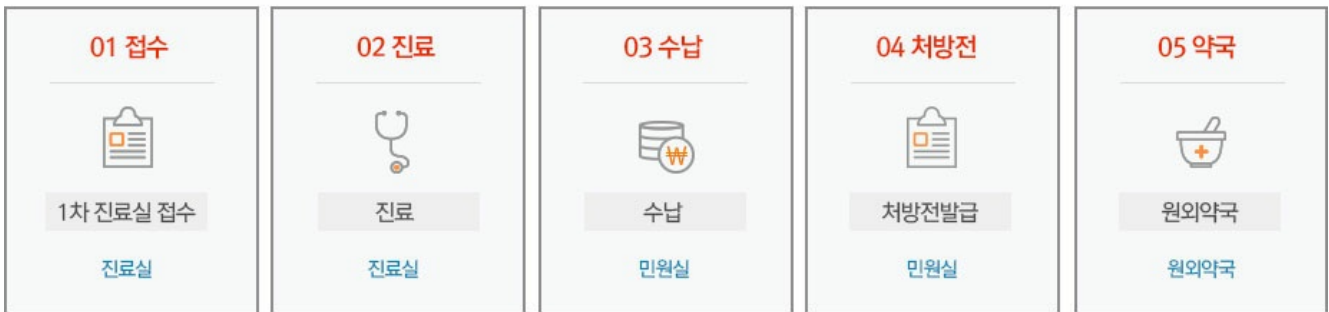 01 접수
1차 진료실 접수
진료실
02 진료
진료
진료실
03 수납
₩
수납
민원실
04 처방전
처방전발급
민원실
05 약국
원외약국
원외약국